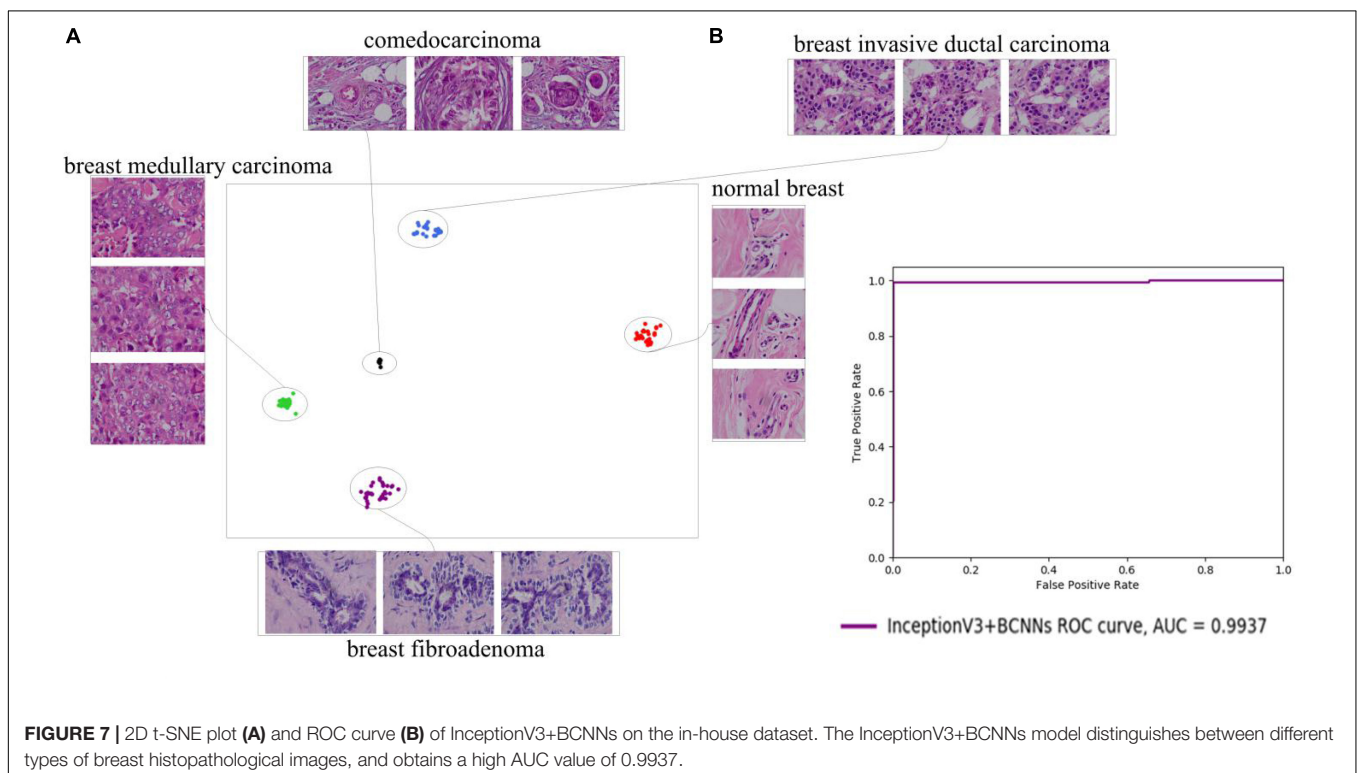 A
comedocarcinoma
B
breast invasive ductal carcinoma
breast medullary carcinoma
normal breast
breast fibroadenoma
1.0
0.8
0.6
0.4
0.2
0.0
True Positive Rate
0.0 0.2 0.4 0.6 0.8 1.0
False Positive Rate
InceptionV3+BCNNs ROC curve, AUC = 0.9937
FIGURE 7 | 2D t-SNE plot (A) and ROC curve (B) of InceptionV3+BCNNs on the in-house dataset. The InceptionV3+BCNNs model distinguishes between different
types of breast histopathological images, and obtains a high AUC value of 0.9937.